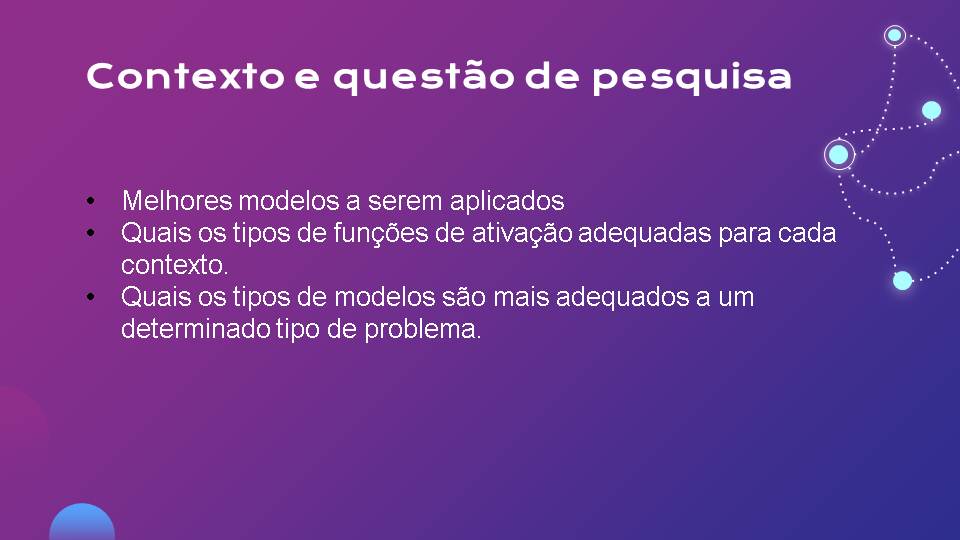 Contexto e questão de pesquisa
• Melhores modelos a serem aplicados
• Quais os tipos de funções de ativação adequadas para cada
contexto.
• Quais os tipos de modelos são mais adequados a um
determinado tipo de problema.